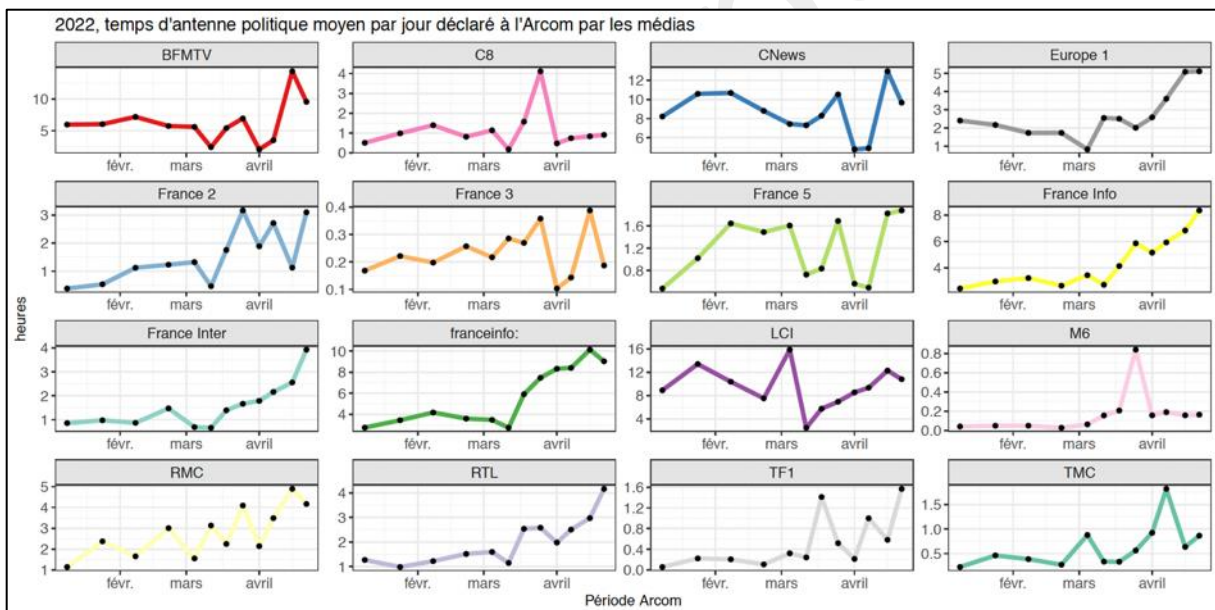 2022, temps d'antenne politique moyen par jour déclaré à l'Arcom par les médias
BFMTV
C8
CNews
Europe 1
10
5
févr. mars avril
4
3
2
1
0
févr. mars avril
12
10
8
6
févr. mars avril
5
4
3
2
1
févr. mars avril
France 2
France 3
France 5
France Info
3
2
1
févr. mars avril
0.4
0.3
0.2
0.1
févr. mars avril
1.6
1.2
0.8
févr. mars avril
8
6
4
févr. mars avril
heures
France Inter
franceinfo:
LCI
M6
4
3
2
1
févr. mars avril
10
8
6
4
févr. mars avril
16
12
8
4
févr. mars avril
0.8
0.6
0.4
0.2
0.0
févr. mars avril
RMC
RTL
TF1
TMC
5
4
3
2
1
févr. mars avril
4
3
2
1
févr. mars avril
1.6
1.2
0.8
0.4
0.0
févr. mars avril
1.5
1.0
0.5
févr. mars avril
Période Arcom